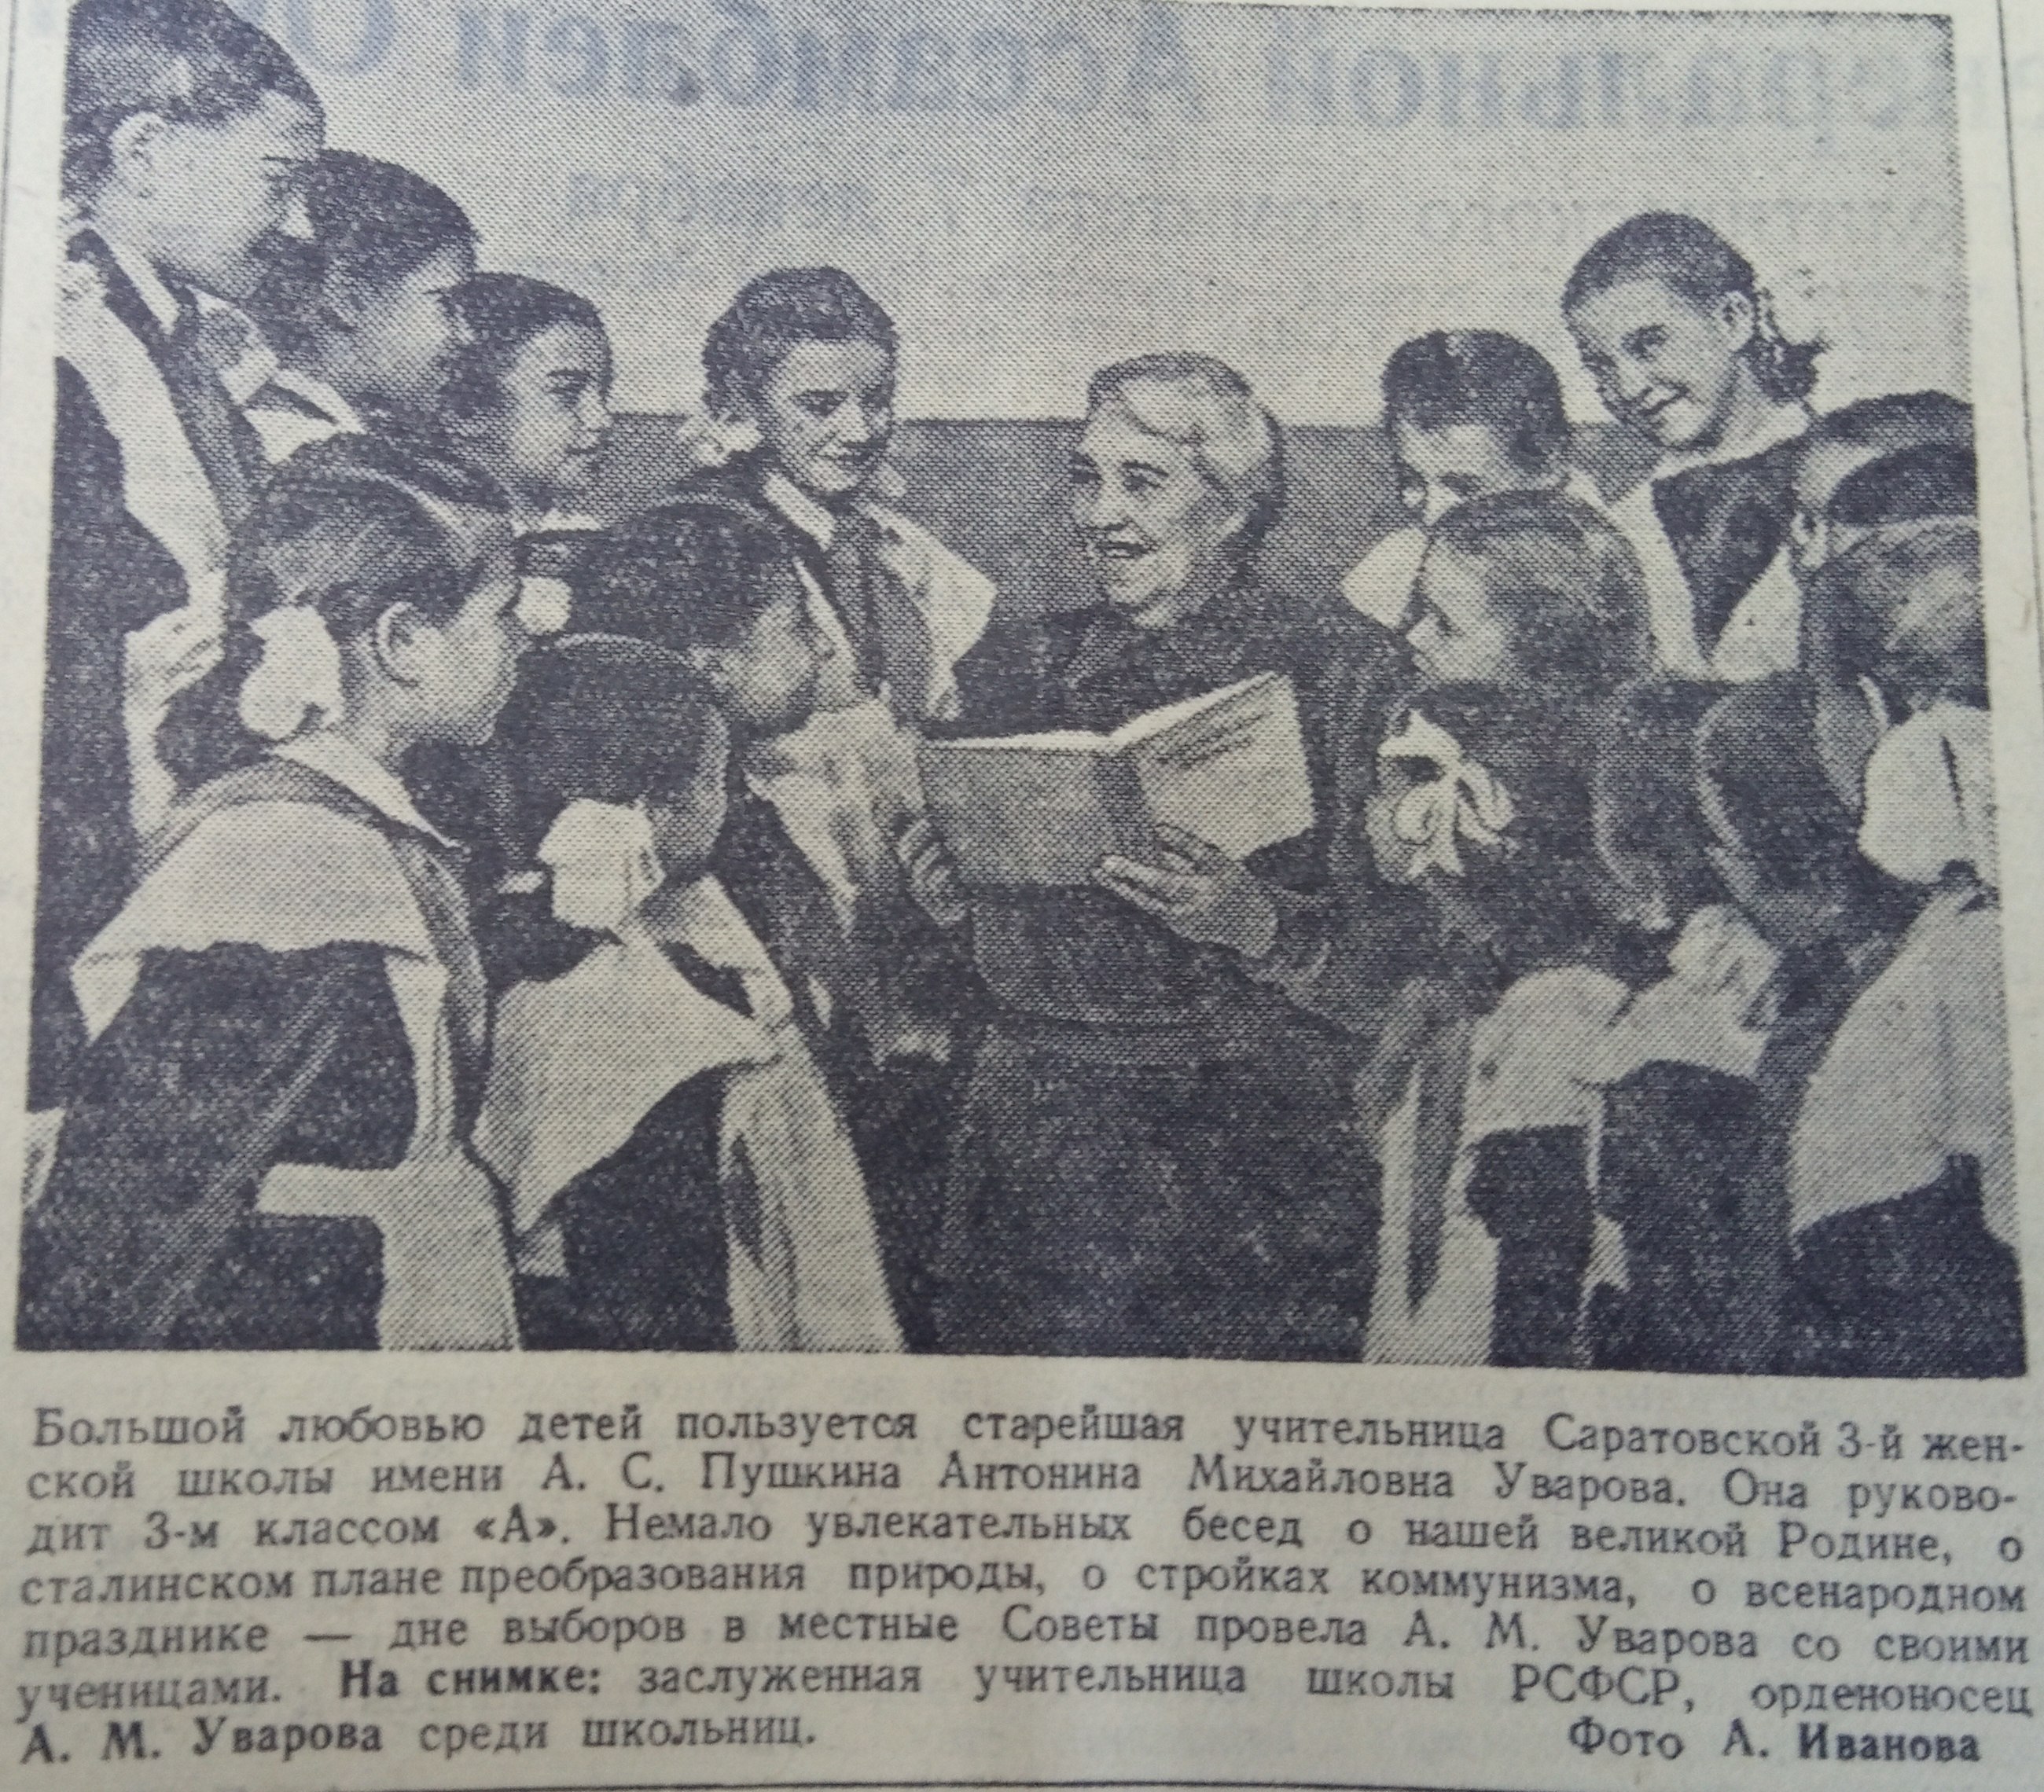 Большой любовью детей пользуется старейшая учительница Саратовской 3-й жен-
ской школы имени А. С. Пушкина Антонина Михайловна Уварова. Она руково-
дит 3-м классом «А». Немало увлекательных бесед о нашей великой Родине, о
сталинском плане преобразования природы, о стройках коммунизма, о всенародном
празднике — дне выборов в местные Советы провела А. М. Уварова со своими
ученицами. На снимке: заслуженная учительница школы РСФСР, орденоносец
А. М. Уварова среди школьниц. Фото А. Иванова